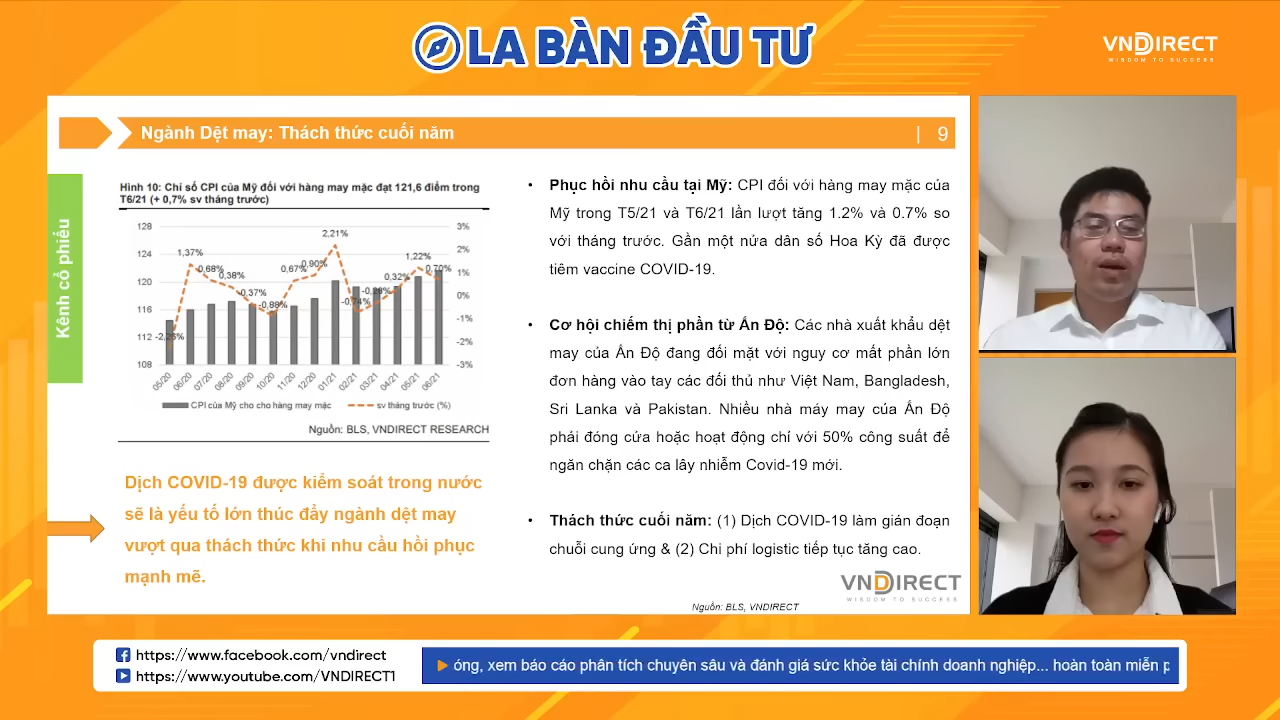 LA BÀN ĐẦU TƯ
VNDIRECT
WISDOM TO SUCCESS
Ngành Dệt may: Thách thức cuối năm
| 9
Kênh cổ phiếu
Hình 10: Chỉ số CPI của Mỹ đối với hàng may mặc đạt 121,6 điểm trong
T6/21 (+ 0,7% sv tháng trước)
128
124
120
116
112
108
3%
2%
1%
0%
-1%
-2%
-3%
-2,25%
1,37%
0,68%
0,38%
-0,37%
-0,88%
0,67%
0,90%
2,21%
-0,74%
-0,28%
0,32%
1,22%
0,70%
05/20
06/20
07/20
08/20
09/20
10/20
11/20
12/20
01/21
02/21
03/21
04/21
05/21
06/21
CPI của Mỹ cho cho hàng may mặc
sv tháng trước (%)
Nguồn: BLS, VNDIRECT RESEARCH
Dịch COVID-19 được kiểm soát trong nước
sẽ là yếu tố lớn thúc đẩy ngành dệt may
vượt qua thách thức khi nhu cầu hồi phục
mạnh mẽ.
• Phục hồi nhu cầu tại Mỹ: CPI đối với hàng may mặc của
Mỹ trong T5/21 và T6/21 lần lượt tăng 1.2% và 0.7% so
với tháng trước. Gần một nửa dân số Hoa Kỳ đã được
tiêm vaccine COVID-19.
• Cơ hội chiếm thị phần từ Ấn Độ: Các nhà xuất khẩu dệt
may của Ấn Độ đang đối mặt với nguy cơ mất phần lớn
đơn hàng vào tay các đối thủ như Việt Nam, Bangladesh,
Sri Lanka và Pakistan. Nhiều nhà máy may của Ấn Độ
phải đóng cửa hoặc hoạt động chỉ với 50% công suất để
ngăn chặn các ca lây nhiễm Covid-19 mới.
• Thách thức cuối năm: (1) Dịch COVID-19 làm gián đoạn
chuỗi cung ứng & (2) Chi phí logistic tiếp tục tăng cao.
VNDIRECT
WISDOM TO SUCCESS
Nguồn: BLS, VNDIRECT
https://www.facebook.com/vndirect
https://www.youtube.com/VNDIRECT1
óng, xem báo cáo phân tích chuyên sâu và đánh giá sức khỏe tài chính doanh nghiệp... hoàn toàn miễn p